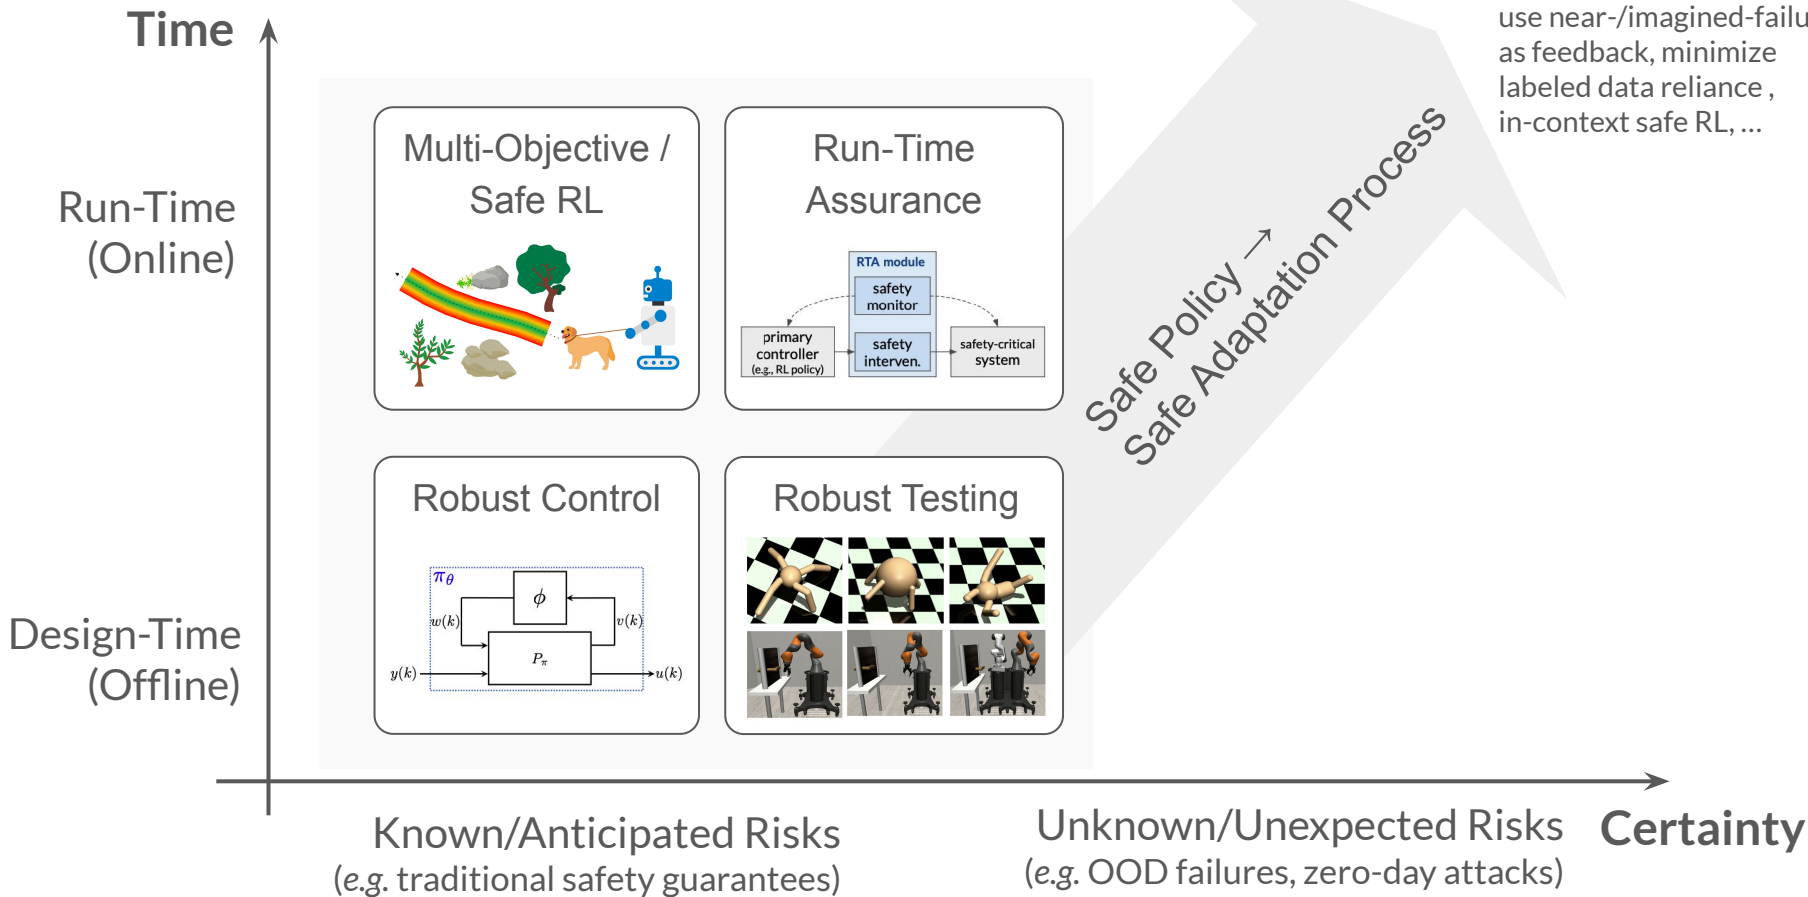 Time
use near-/imagined-failu
as feedback, minimize
labeled data reliance ,
in-context safe RL, ...
Run-Time
(Online)
Multi-Objective /
Safe RL
Run-Time
Assurance
RTA module
safety
monitor
primary
controller
(e.g., RL policy)
safety
interven.
safety-critical
system
Safe Policy →
Safe Adaptation Process
Design-Time
(Offline)
Robust Control
πθ
ϕ
w(k)
v(k)
Pπ
y(k)
u(k)
Robust Testing
Known/Anticipated Risks
(e.g. traditional safety guarantees)
Unknown/Unexpected Risks
(e.g. OOD failures, zero-day attacks)
Certainty